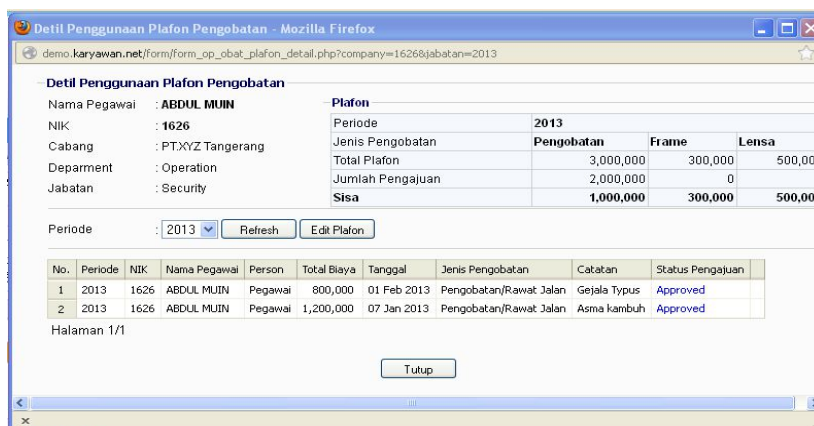 Detil Penggunaan Plafon Pengobatan - Mozilla Firefox
demo.karyawan.net/form/form_op_obat_plafon_detail.php?company=1626&jabatan=2013
Detil Penggunaan Plafon Pengobatan
Nama Pegawai : ABDUL MUIN
NIK : 1626
Cabang : PT.XYZ Tangerang
Deparment : Operation
Jabatan : Security
Plafon
Periode 2013
Jenis Pengobatan Pengobatan Frame Lensa
Total Plafon 3,000,000 300,000 500,00
Jumlah Pengajuan 2,000,000 0
Sisa 1,000,000 300,000 500,00
Periode : 2013 Refresh Edit Plafon
No. Periode NIK Nama Pegawai Person Total Biaya Tanggal Jenis Pengobatan Catatan Status Pengajuan
1 2013 1626 ABDUL MUIN Pegawai 800,000 01 Feb 2013 Pengobatan/Rawat Jalan Gejala Typus Approved
2 2013 1626 ABDUL MUIN Pegawai 1,200,000 07 Jan 2013 Pengobatan/Rawat Jalan Asma kambuh Approved
Halaman 1/1
Tutup